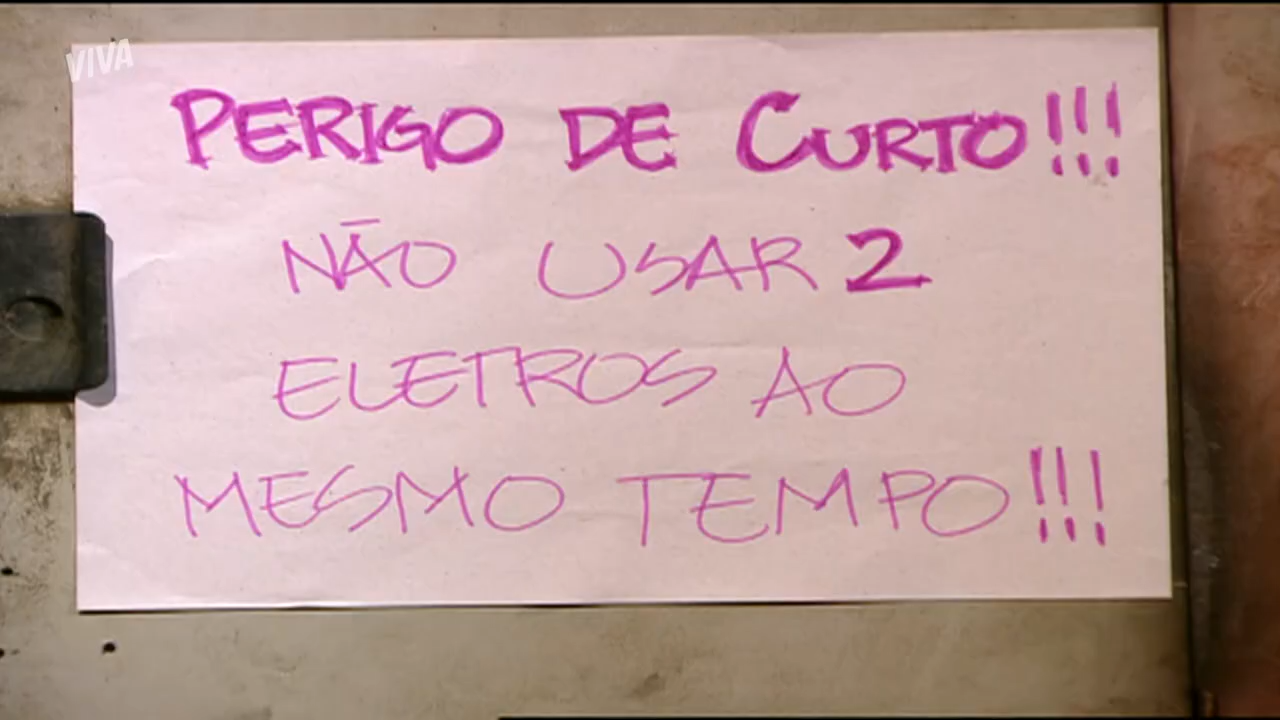 VIVA
PERIGO DE CURTO!!!
NÃO USAR 2
ELETROS AO
MESMO TEMPO!!!